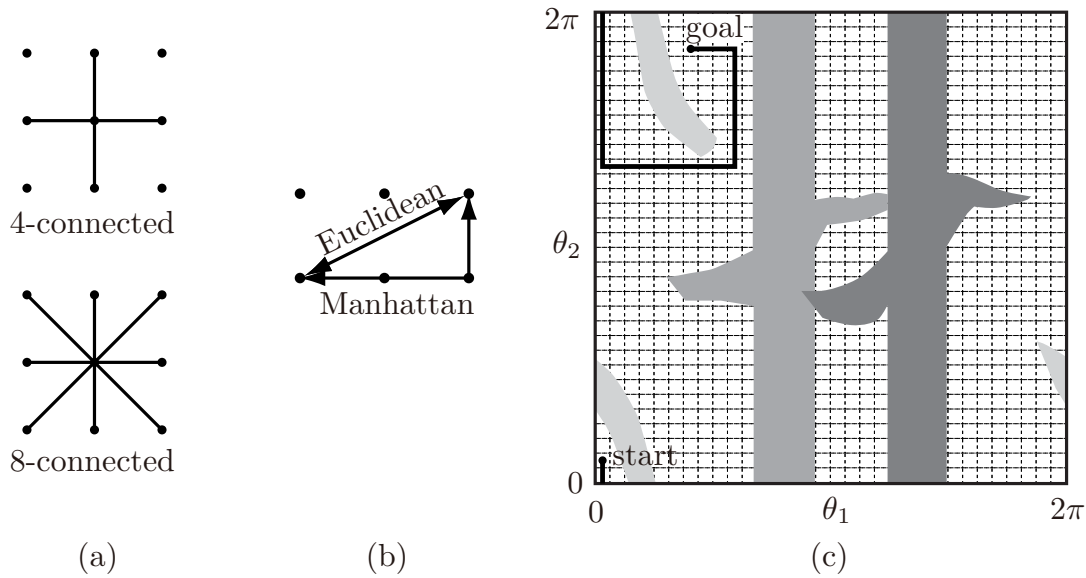 4-connected
8-connected
(a)
Euclidean
Manhattan
(b)
2π
goal
θ2
start
0
0
θ1
2π
(c)